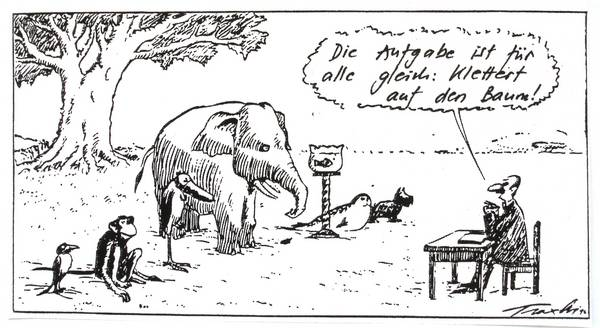 Die Aufgabe ist für
alle gleich: Klettert
auf den Baum!